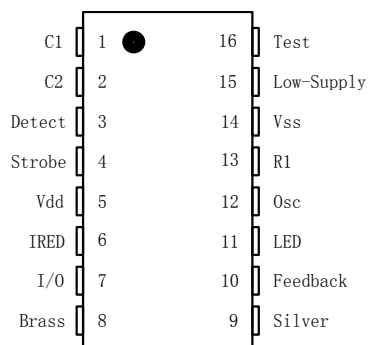 C1 1 16 Test
C2 2 15 Low-Supply
Detect 3 14 Vss
Strobe 4 13 R1
Vdd 5 12 Osc
IRED 6 11 LED
I/O 7 10 Feedback
Brass 8 9 Silver